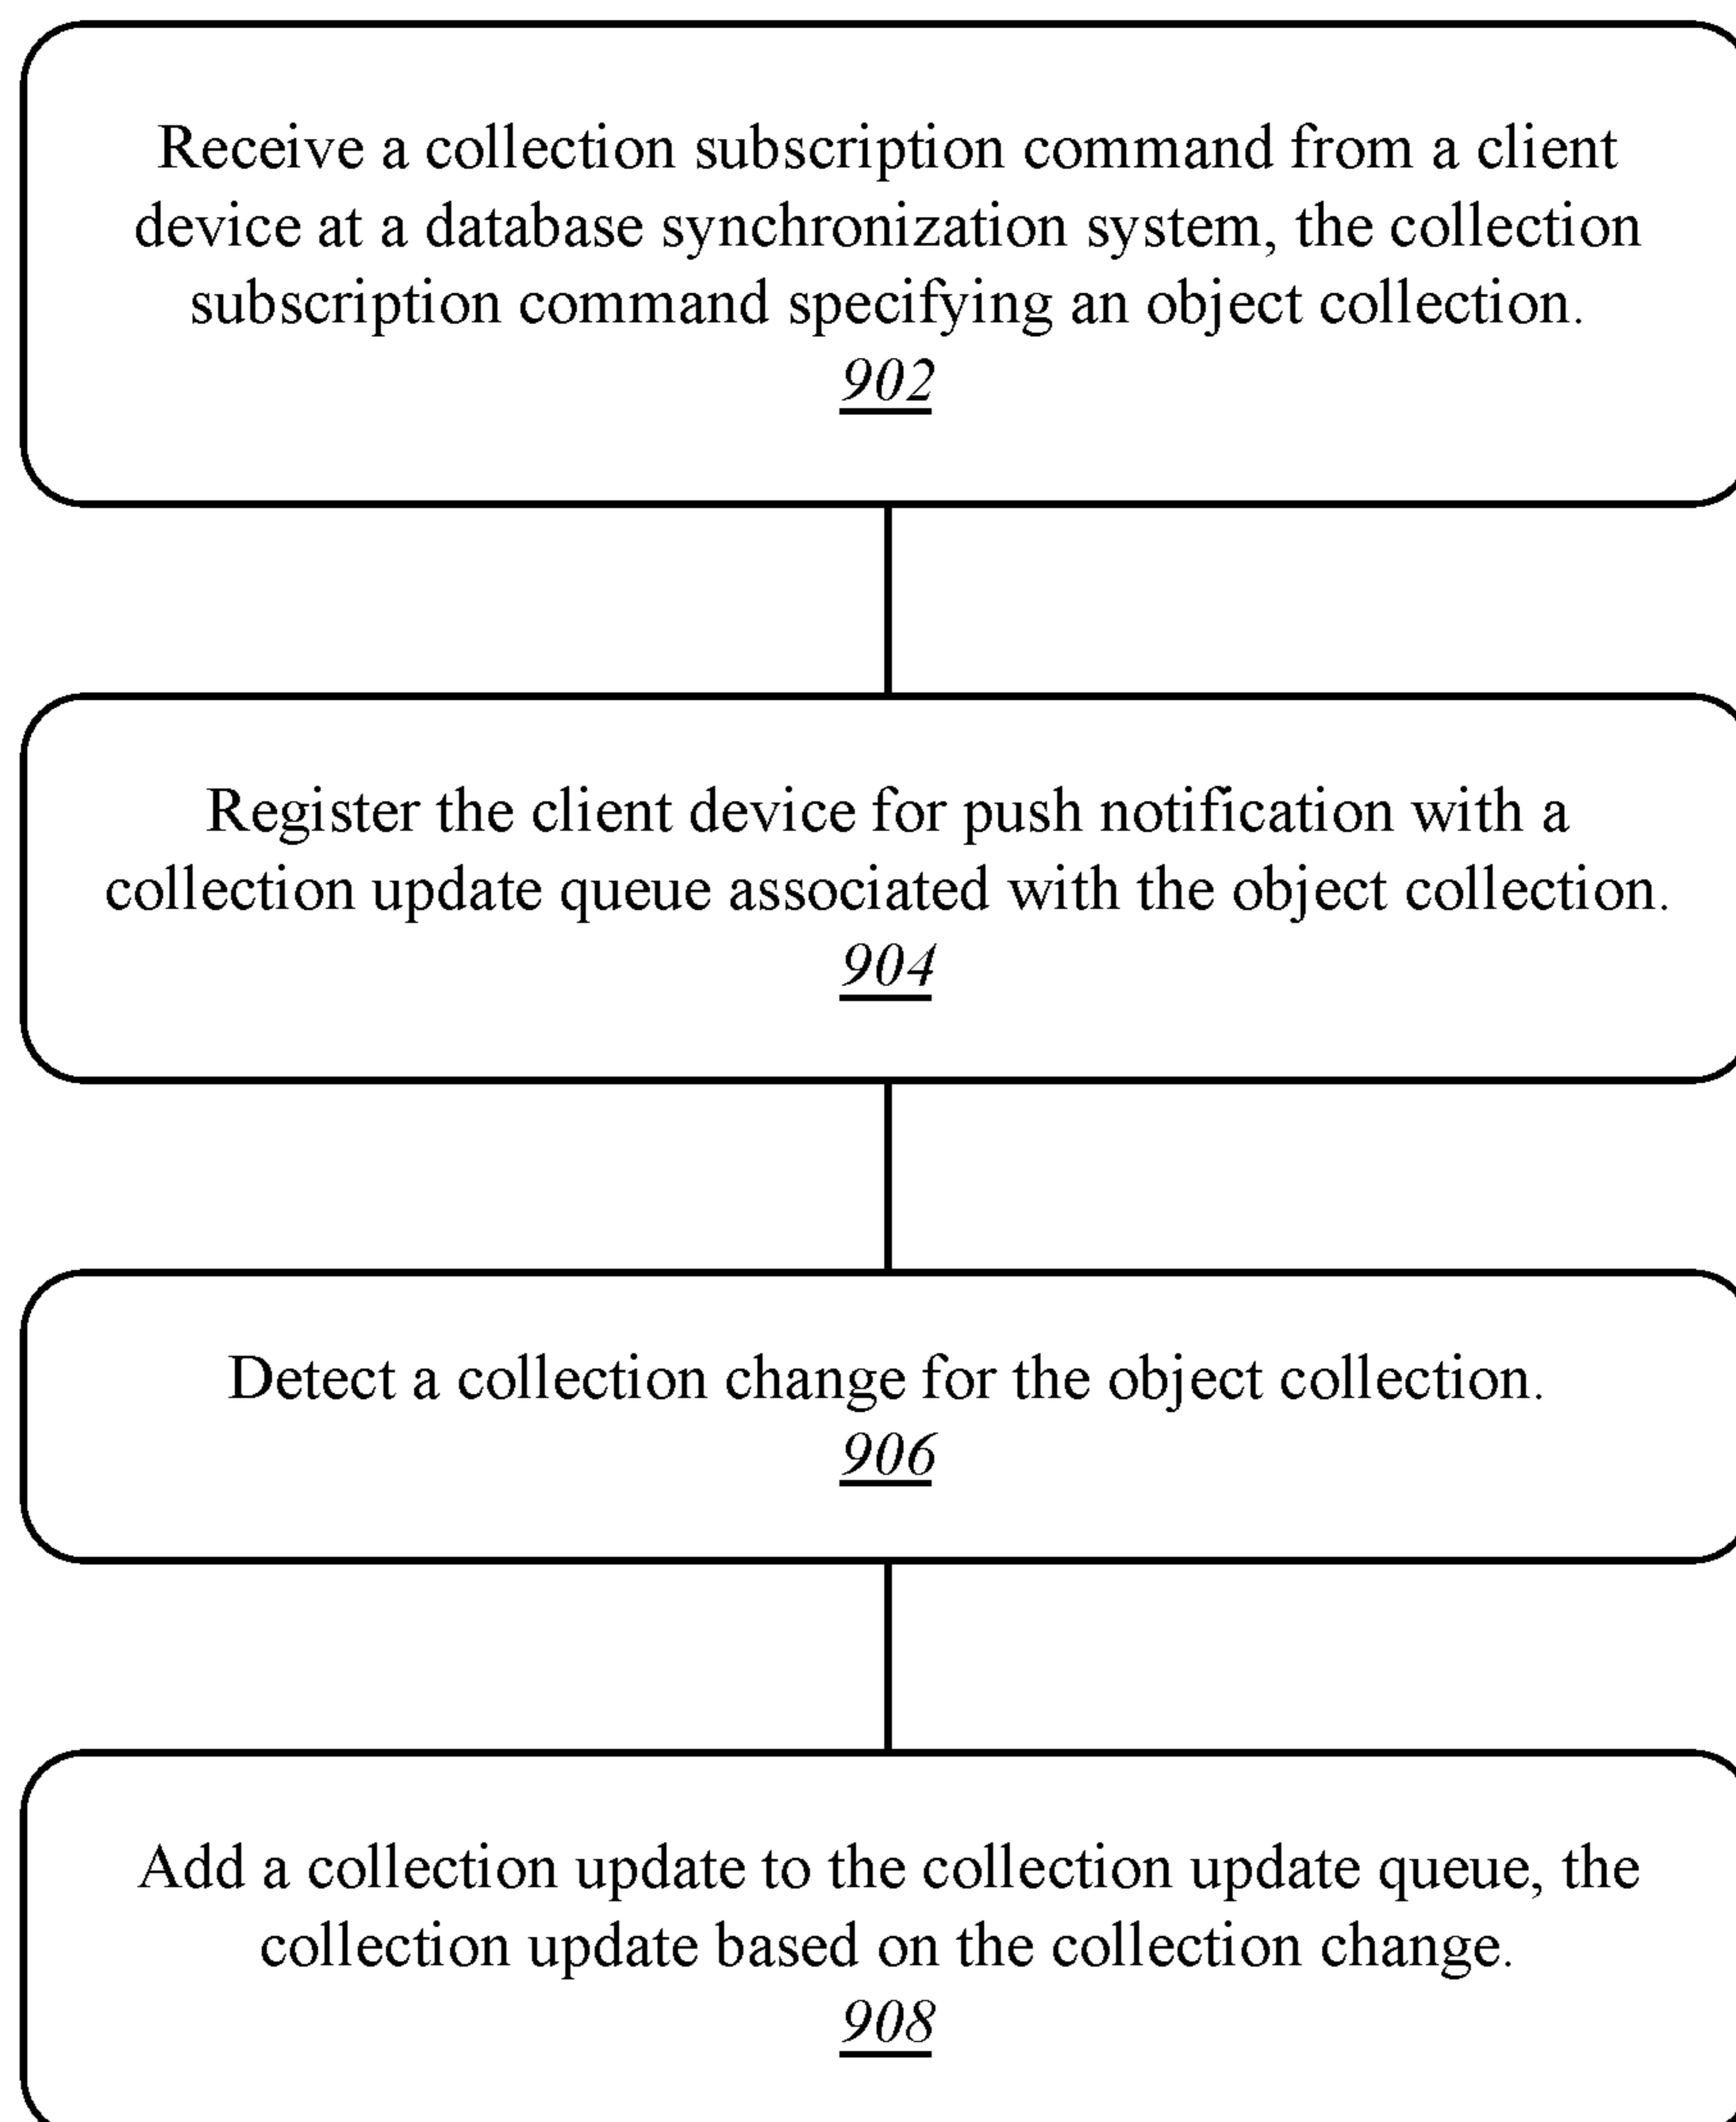 Receive a collection subscription command from a client
device at a database synchronization system, the collection
subscription command specifying an object collection.
902
Register the client device for push notification with a
collection update queue associated with the object collection.
904
Detect a collection change for the object collection.
906
Add a collection update to the collection update queue, the
collection update based on the collection change.
908